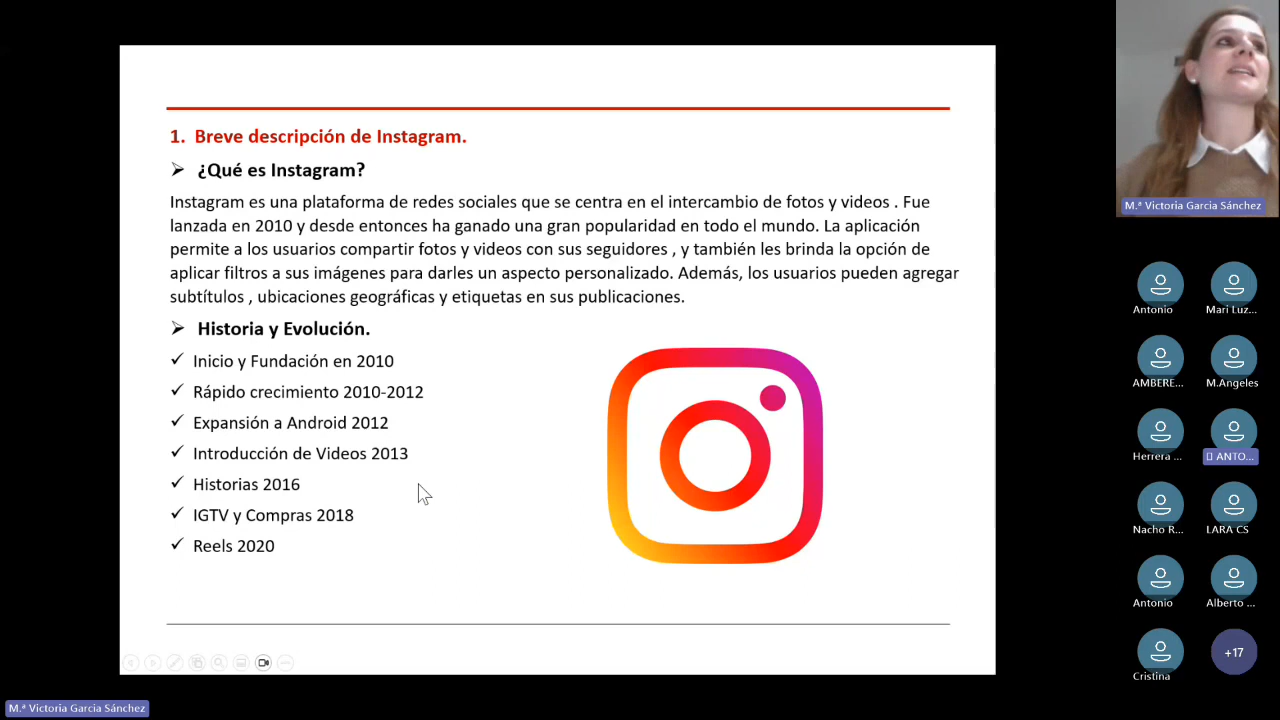 1. Breve descripción de Instagram.
¿Qué es Instagram?
Instagram es una plataforma de redes sociales que se centra en el intercambio de fotos y videos . Fue
lanzada en 2010 y desde entonces ha ganado una gran popularidad en todo el mundo. La aplicación
permite a los usuarios compartir fotos y videos con sus seguidores , y también les brinda la opción de
aplicar filtros a sus imágenes para darles un aspecto personalizado. Además, los usuarios pueden agregar
subtítulos , ubicaciones geográficas y etiquetas en sus publicaciones.
Historia y Evolución.
Inicio y Fundación en 2010
Rápido crecimiento 2010-2012
Expansión a Android 2012
Introducción de Videos 2013
Historias 2016
IGTV y Compras 2018
Reels 2020
M.ª Victoria Garcia Sánchez
Antonio
Mari Luz...
AMBERE...
M.Angeles
Herrera ...
ANTO...
Nacho R...
LARA CS
Antonio
Alberto ...
Cristina
+17
M.ª Victoria Garcia Sánchez